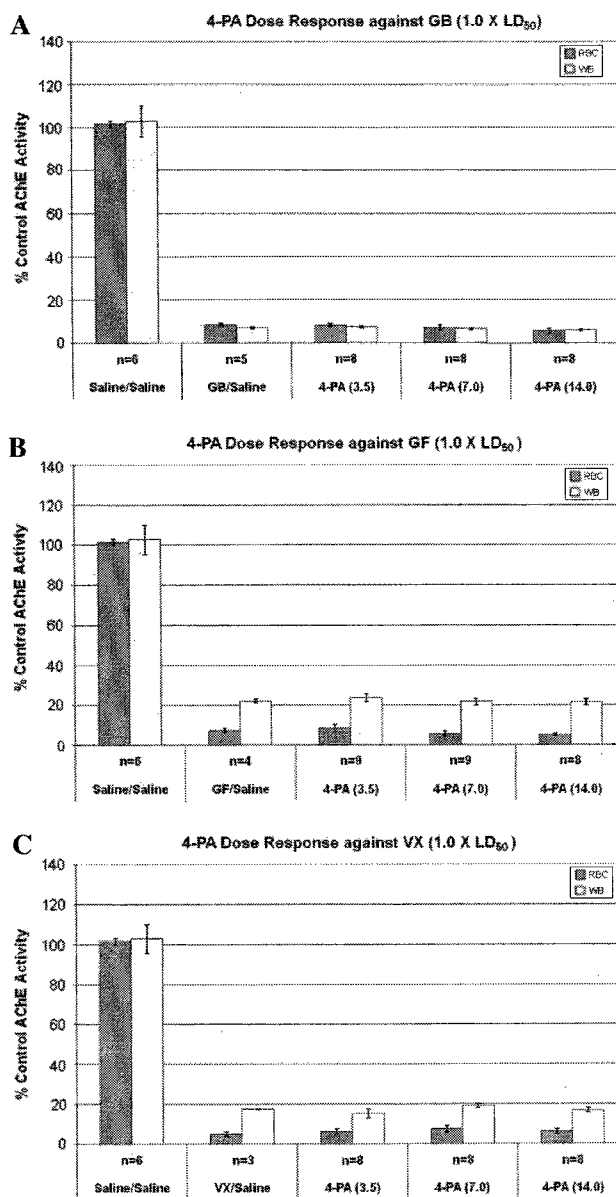 A
4-PA Dose Response against GB (1.0 X LD50)
RBC
WB
% Control AChE Activity
140
120
100
80
60
40
20
0
n=6 n=5 n=8 n=8 n=8
Saline/Saline GB/Saline 4-PA (3.5) 4-PA (7.0) 4-PA (14.0)
B
4-PA Dose Response against GF (1.0 X LD50 )
RBC
WB
% Control AChE Activity
140
120
100
80
60
40
20
0
n=6 n=4 n=9 n=9 n=8
Saline/Saline GF/Saline 4-PA (3.5) 4-PA (7.0) 4-PA (14.0)
C
4-PA Dose Response against VX (1.0 X LD50 )
RBC
WB
% Control AChE Activity
140
120
100
80
60
40
20
0
n=6 n=3 n=8 n=8 n=8
Saline/Saline VX/Saline 4-PA (3.5) 4-PA (7.0) 4-PA (14.0)